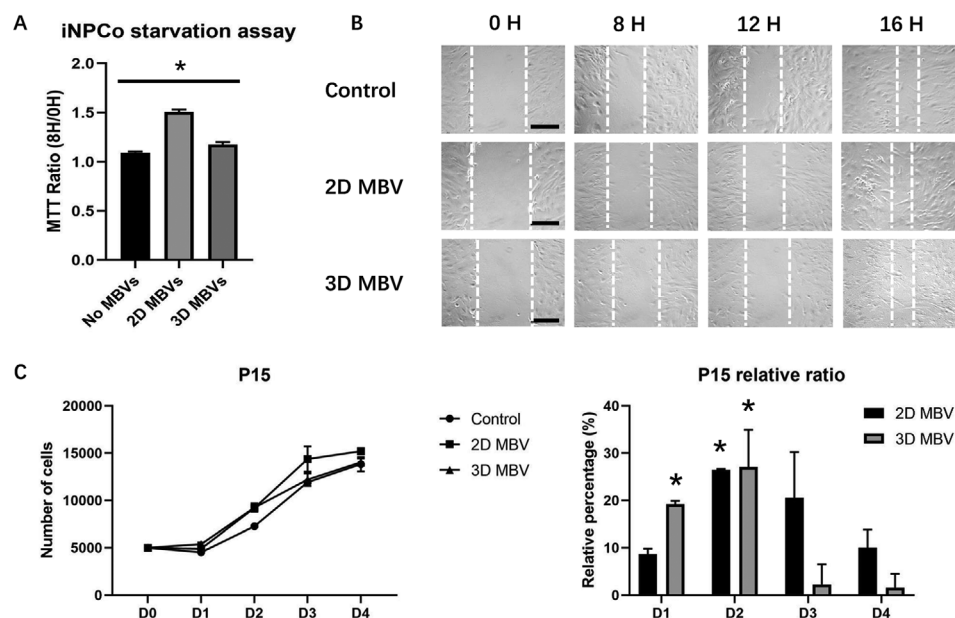 A
iNPCo starvation assay
*
MTT Ratio (8H/0H)
2.0
1.5
1.0
0.5
0.0
No MBVs
2D MBVs
3D MBVs
B
0 H
8 H
12 H
16 H
Control
2D MBV
3D MBV
C
P15
Number of cells
20000
15000
10000
5000
0
D0
D1
D2
D3
D4
Control
2D MBV
3D MBV
P15 relative ratio
Relative percentage (%)
40
30
20
10
0
*
*
*
D1
D2
D3
D4
2D MBV
3D MBV